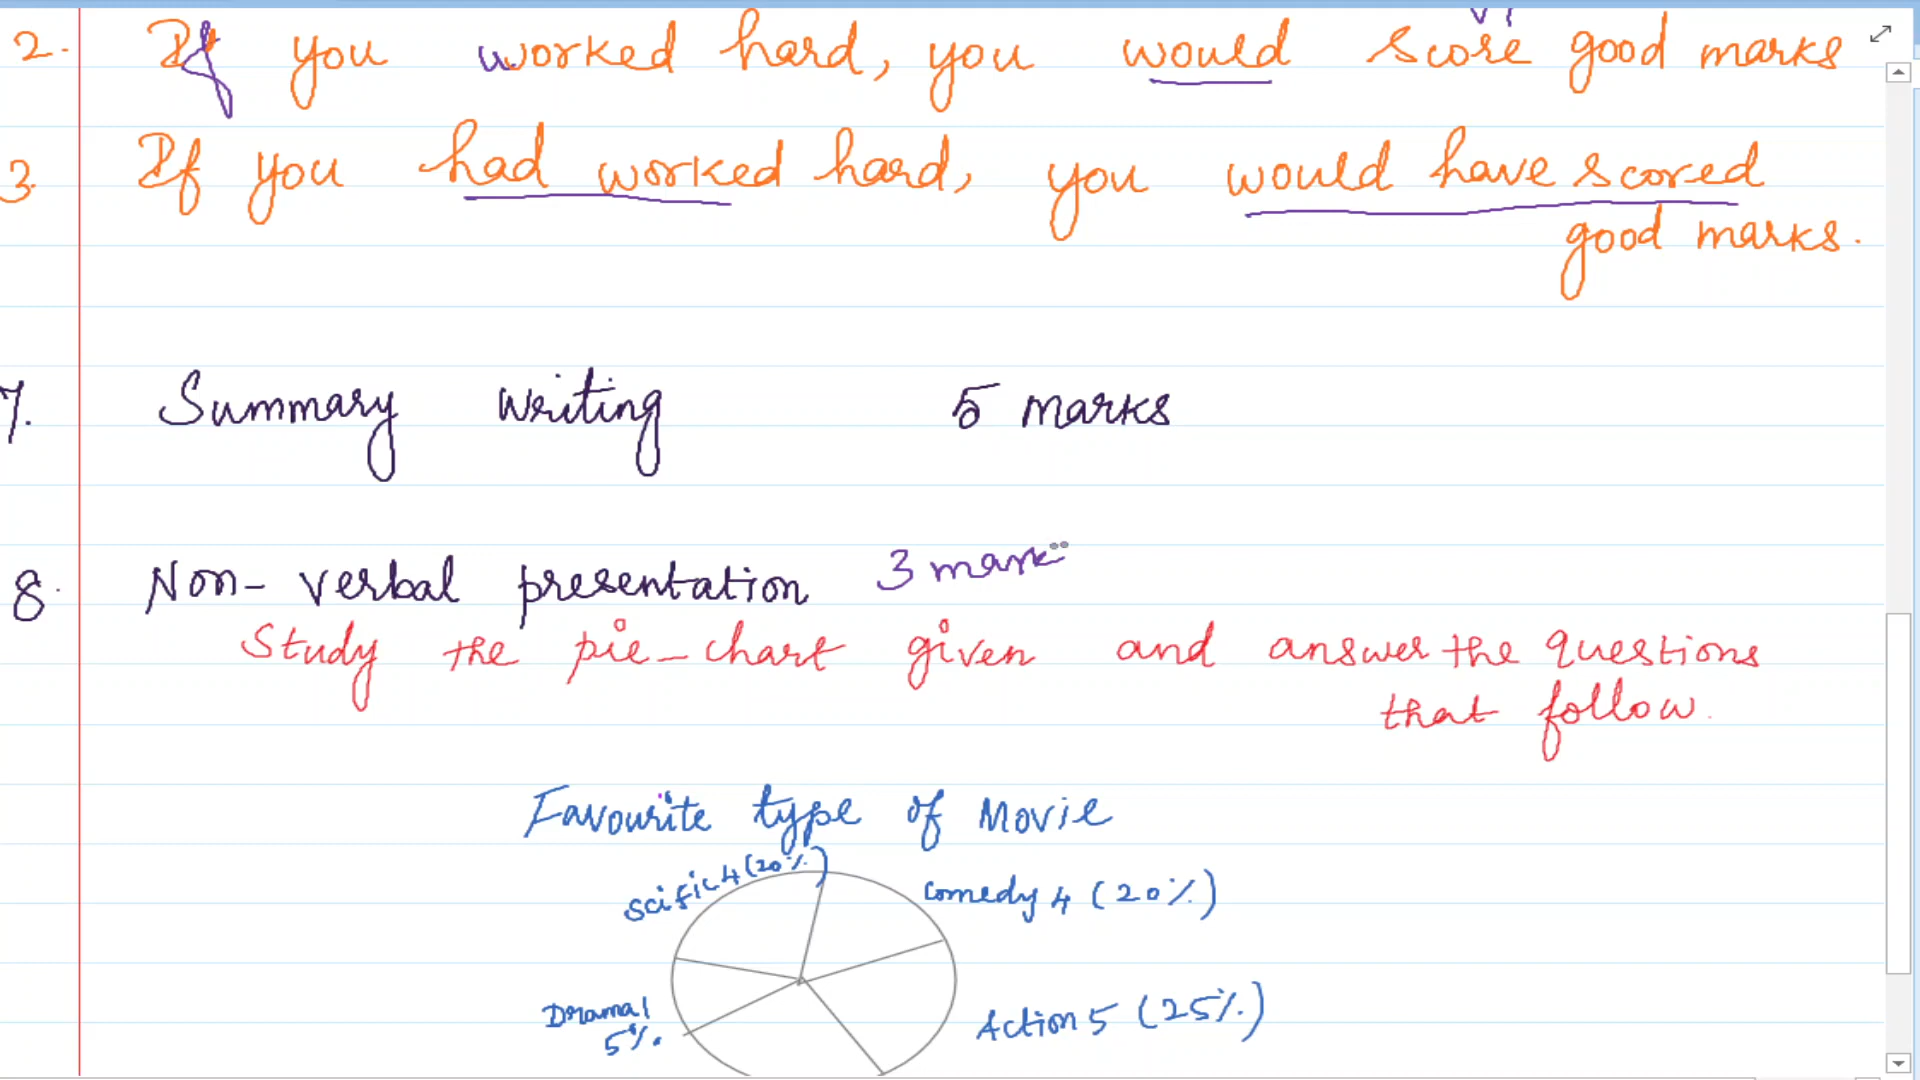 2. If you worked hard, you would score good marks
3. If you had worked hard, you would have scored
good marks.
7. Summary Writing 5 marks
8. Non-verbal presentation 3 mark
Study the pie-chart given and answer the questions
that follow.
Favourite type of Movie
scific 4 (20%)
Comedy 4 (20%)
Drama 1
5%.
Action 5 (25%)